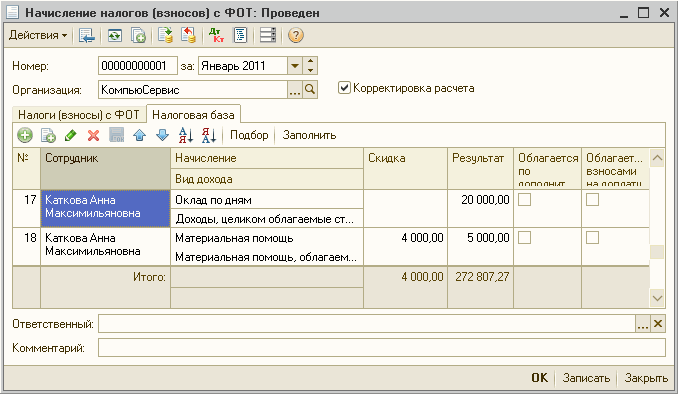 Начисление налогов (взносов) с ФОТ: Проведен
Действия
Дт
Кт
Номер: 00000000001 за: Январь 2011
Организация: КомпьюСервис ... Корректировка расчета
Налоги (взносы) с ФОТ Налоговая база
Подбор Заполнить
№ Сотрудник Начисление Скидка Результат Облагается по дополнит. Облагает... взносами на доплату
Вид дохода
17 Каткова Анна Максимильяновна Оклад по дням 20 000,00
Доходы, целиком облагаемые ст...
18 Каткова Анна Максимильяновна Материальная помощь 4 000,00 5 000,00
Материальная помощь, облагаем...
Итого: 4 000,00 272 807,27
Ответственный: ...
Комментарий:
OK Записать Закрыть